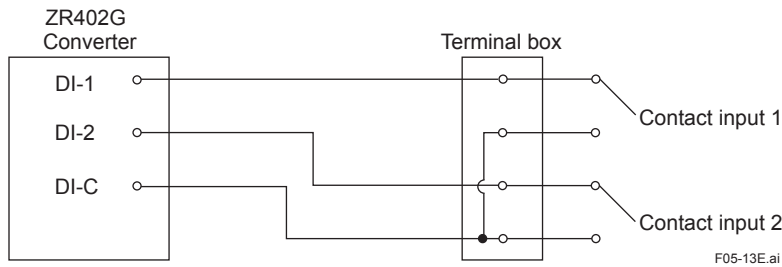 ZR402G
Converter
Terminal box
DI-1
Contact input 1
DI-2
DI-C
Contact input 2
F05-13E.ai